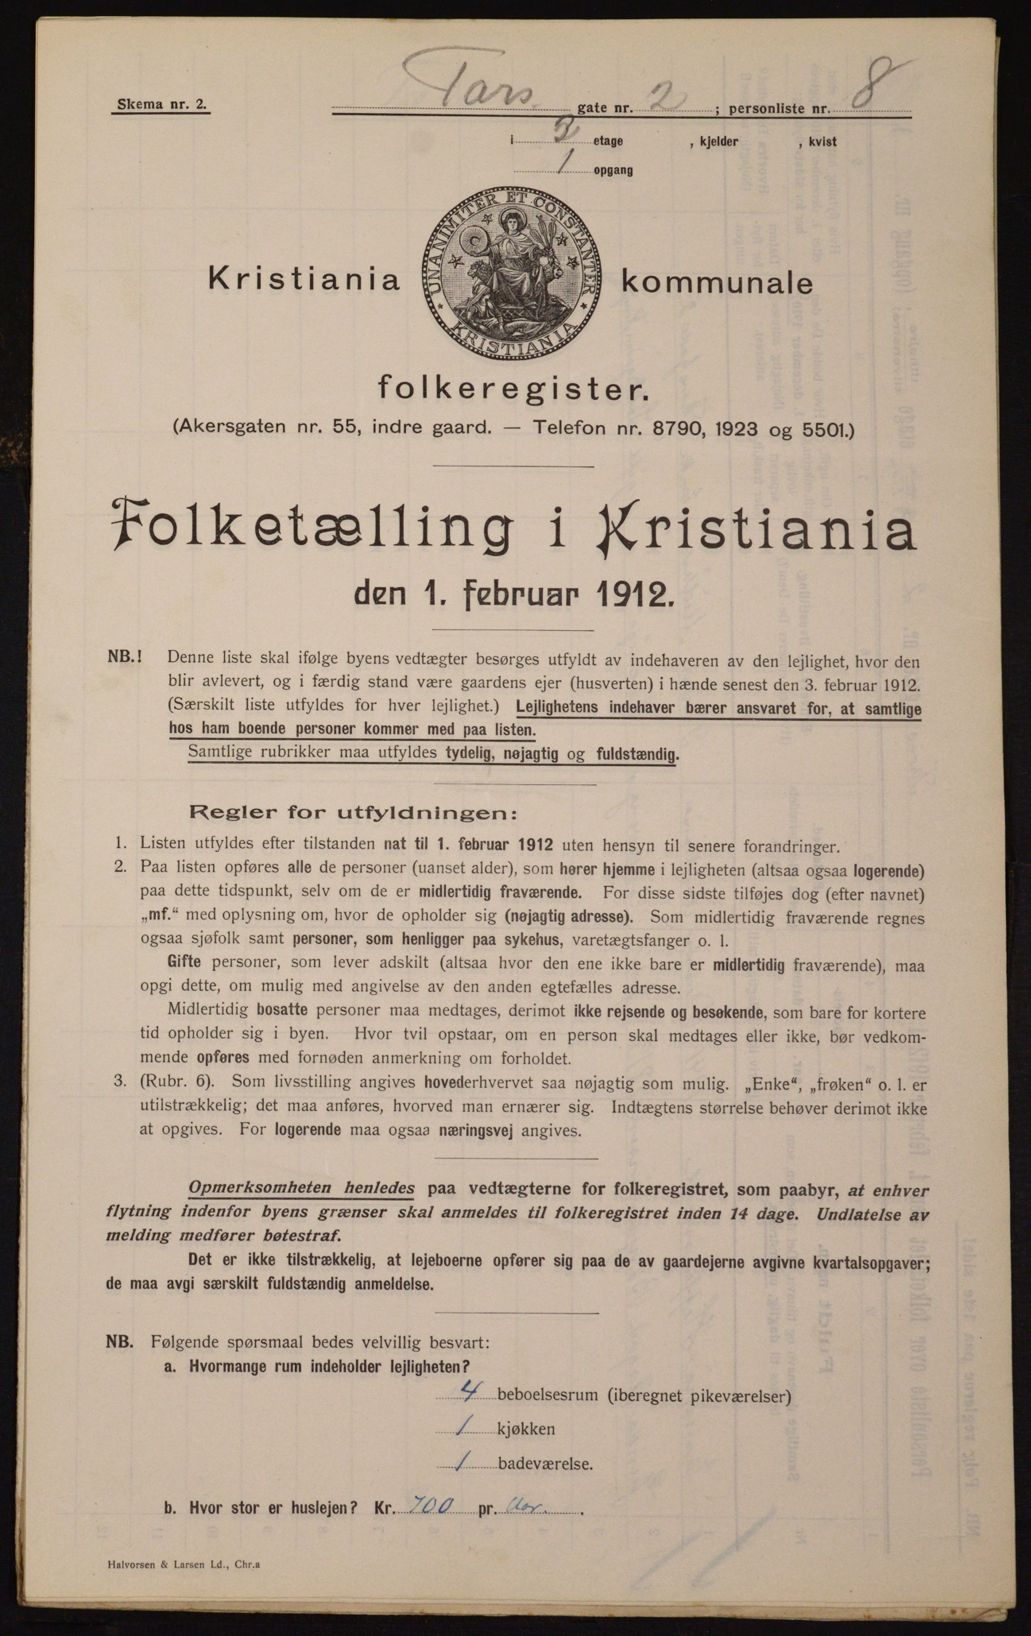 Skema nr. 2.
Tors gate nr. 2 ; personliste nr. 8
i 3 etage , kjelder , kvist
1 opgang
UNANIMITER ET CONSTANTER
KRISTIANIA
Kristiania kommunale
folkeregister.
(Akersgaten nr. 55, indre gaard. — Telefon nr. 8790, 1923 og 5501.)
Folketælling i Kristiania
den 1. februar 1912.
NB.! Denne liste skal ifølge byens vedtægter besørges utfyldt av indehaveren av den lejlighet, hvor den
blir avlevert, og i færdig stand være gaardens ejer (husverten) i hænde senest den 3. februar 1912.
(Særskilt liste utfyldes for hver lejlighet.) Lejlighetens indehaver bærer ansvaret for, at samtlige
hos ham boende personer kommer med paa listen.
Samtlige rubrikker maa utfyldes tydelig, nøjagtig og fuldstændig.
Regler for utfyldningen:
1. Listen utfyldes efter tilstanden nat til 1. februar 1912 uten hensyn til senere forandringer.
2. Paa listen opføres alle de personer (uanset alder), som hører hjemme i lejligheten (altsaa ogsaa logerende)
paa dette tidspunkt, selv om de er midlertidig fraværende. For disse sidste tilføjes dog (efter navnet)
„mf.“ med oplysning om, hvor de opholder sig (nøjagtig adresse). Som midlertidig fraværende regnes
ogsaa sjøfolk samt personer, som henligger paa sykehus, varetægtsfanger o. l.
Gifte personer, som lever adskilt (altsaa hvor den ene ikke bare er midlertidig fraværende), maa
opgi dette, om mulig med angivelse av den anden egtefælles adresse.
Midlertidig bosatte personer maa medtages, derimot ikke rejsende og besøkende, som bare for kortere
tid opholder sig i byen. Hvor tvil opstaar, om en person skal medtages eller ikke, bør vedkom-
mende opføres med fornøden anmerkning om forholdet.
3. (Rubr. 6). Som livsstilling angives hovederhvervet saa nøjagtig som mulig. „Enke“, „frøken“ o. l. er
utilstrækkelig; det maa anføres, hvorved man ernærer sig. Indtægtens størrelse behøver derimot ikke
at opgives. For logerende maa ogsaa næringsvej angives.
Opmerksomheten henledes paa vedtægterne for folkeregistret, som paabyr, at enhver
flytning indenfor byens grænser skal anmeldes til folkeregistret inden 14 dage. Undlatelse av
melding medfører bøtestraf.
Det er ikke tilstrækkelig, at lejeboerne opfører sig paa de av gaardejerne avgivne kvartalsopgaver;
de maa avgi særskilt fuldstændig anmeldelse.
NB. Følgende spørsmaal bedes velvillig besvart:
a. Hvormange rum indeholder lejligheten?
4 beboelsesrum (iberegnet pikeværelser)
1 kjøkken
1 badeværelse.
b. Hvor stor er huslejen? Kr. 700 pr. Aar.
Halvorsen & Larsen Ld., Chr.a